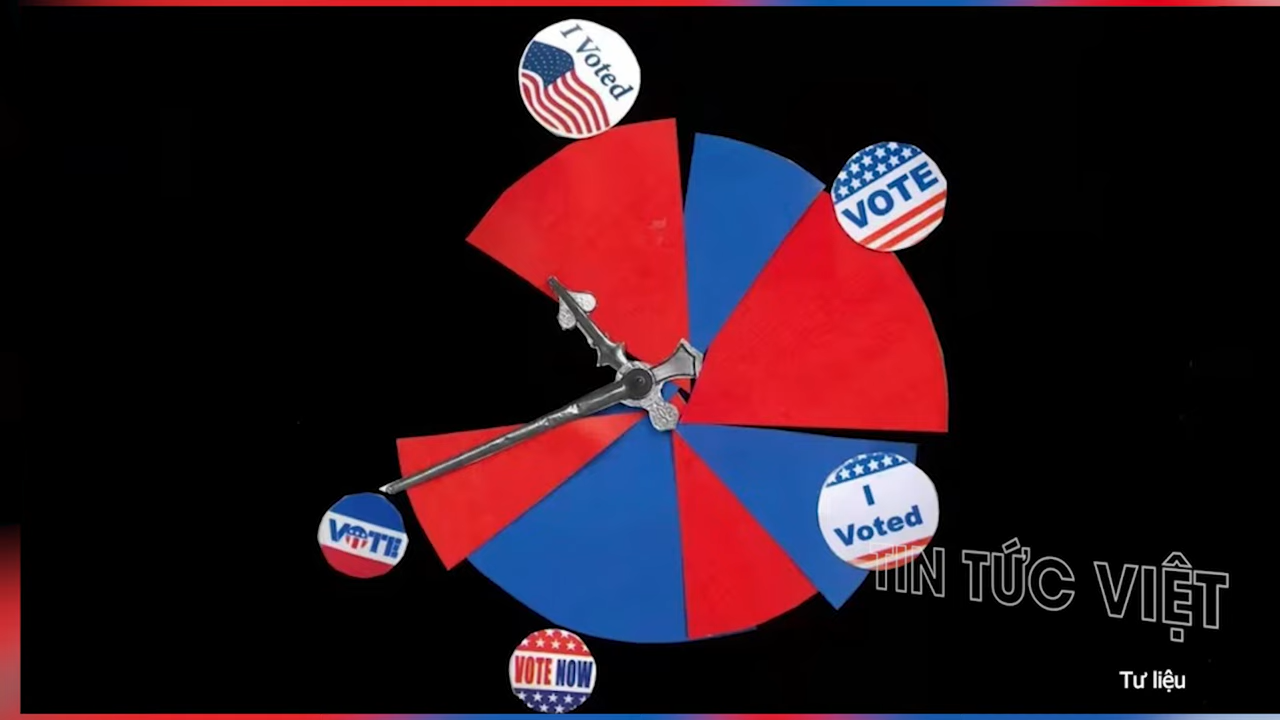 I Voted
VOTE
I
Voted
TIN TỨC VIỆT
VOTE
VOTE NOW
Tư liệu